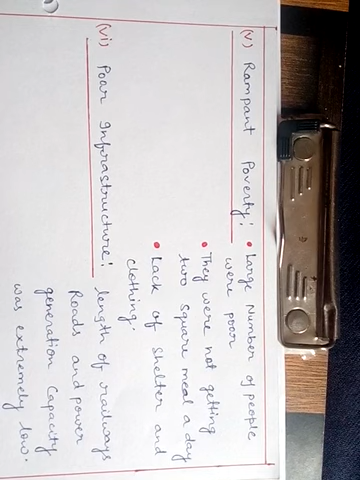 (v) Rampant Poverty: • Large Number of people
were poor
• They were not getting
two square meal a day
• Lack of shelter and
clothing.
(vi) Poor Infrastructure: length of railways
Roads and power
generation Capacity
was extremely low.